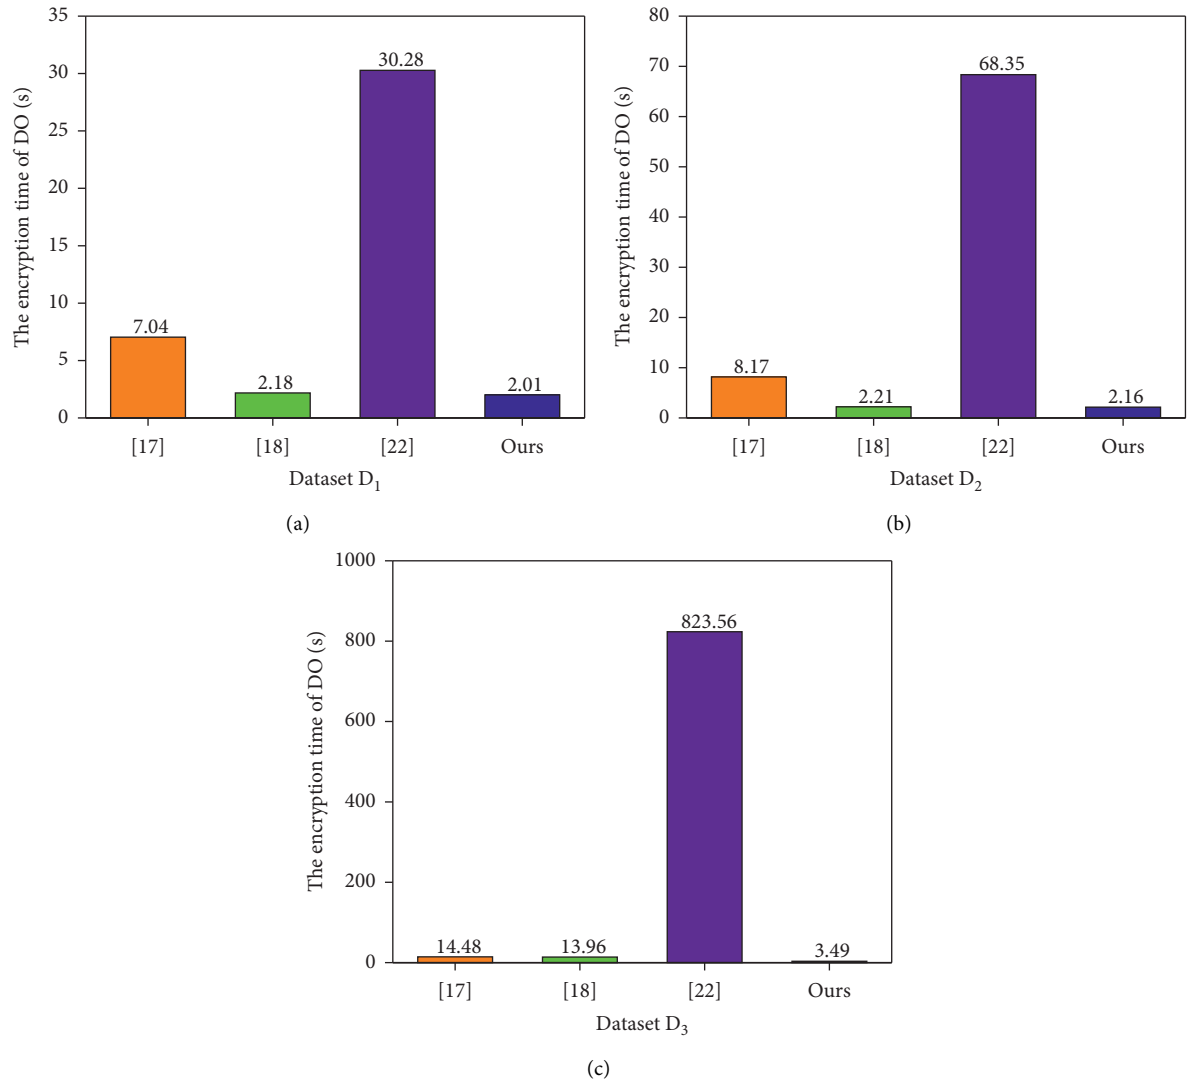 The encryption time of DO (s)
35
30
25
20
15
10
5
0
7.04
2.18
30.28
2.01
[17] [18] [22] Ours
Dataset D1
(a)
The encryption time of DO (s)
80
70
60
50
40
30
20
10
0
8.17
2.21
68.35
2.16
[17] [18] [22] Ours
Dataset D2
(b)
The encryption time of DO (s)
1000
800
600
400
200
0
14.48
13.96
823.56
3.49
[17] [18] [22] Ours
Dataset D3
(c)